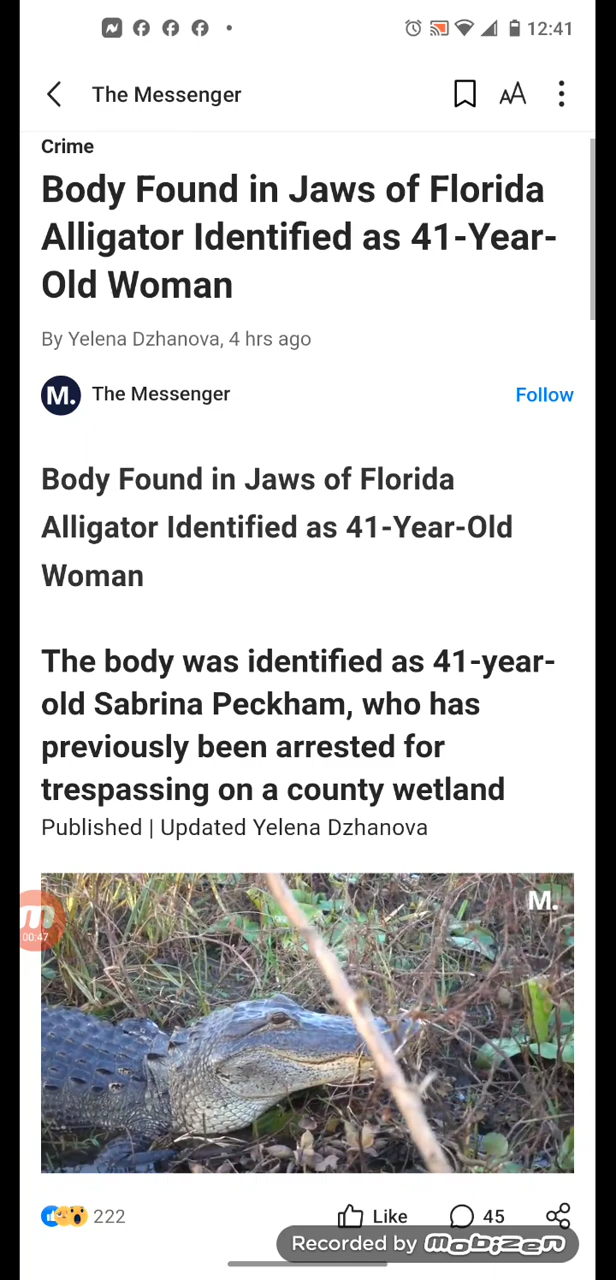 12:41
The Messenger
AA
Crime
Body Found in Jaws of Florida
Alligator Identified as 41-Year-
Old Woman
By Yelena Dzhanova, 4 hrs ago
M. The Messenger
Follow
Body Found in Jaws of Florida
Alligator Identified as 41-Year-Old
Woman
The body was identified as 41-year-
old Sabrina Peckham, who has
previously been arrested for
trespassing on a county wetland
Published | Updated Yelena Dzhanova
M.
m
00:47
222
Like
45
Recorded by mobizen